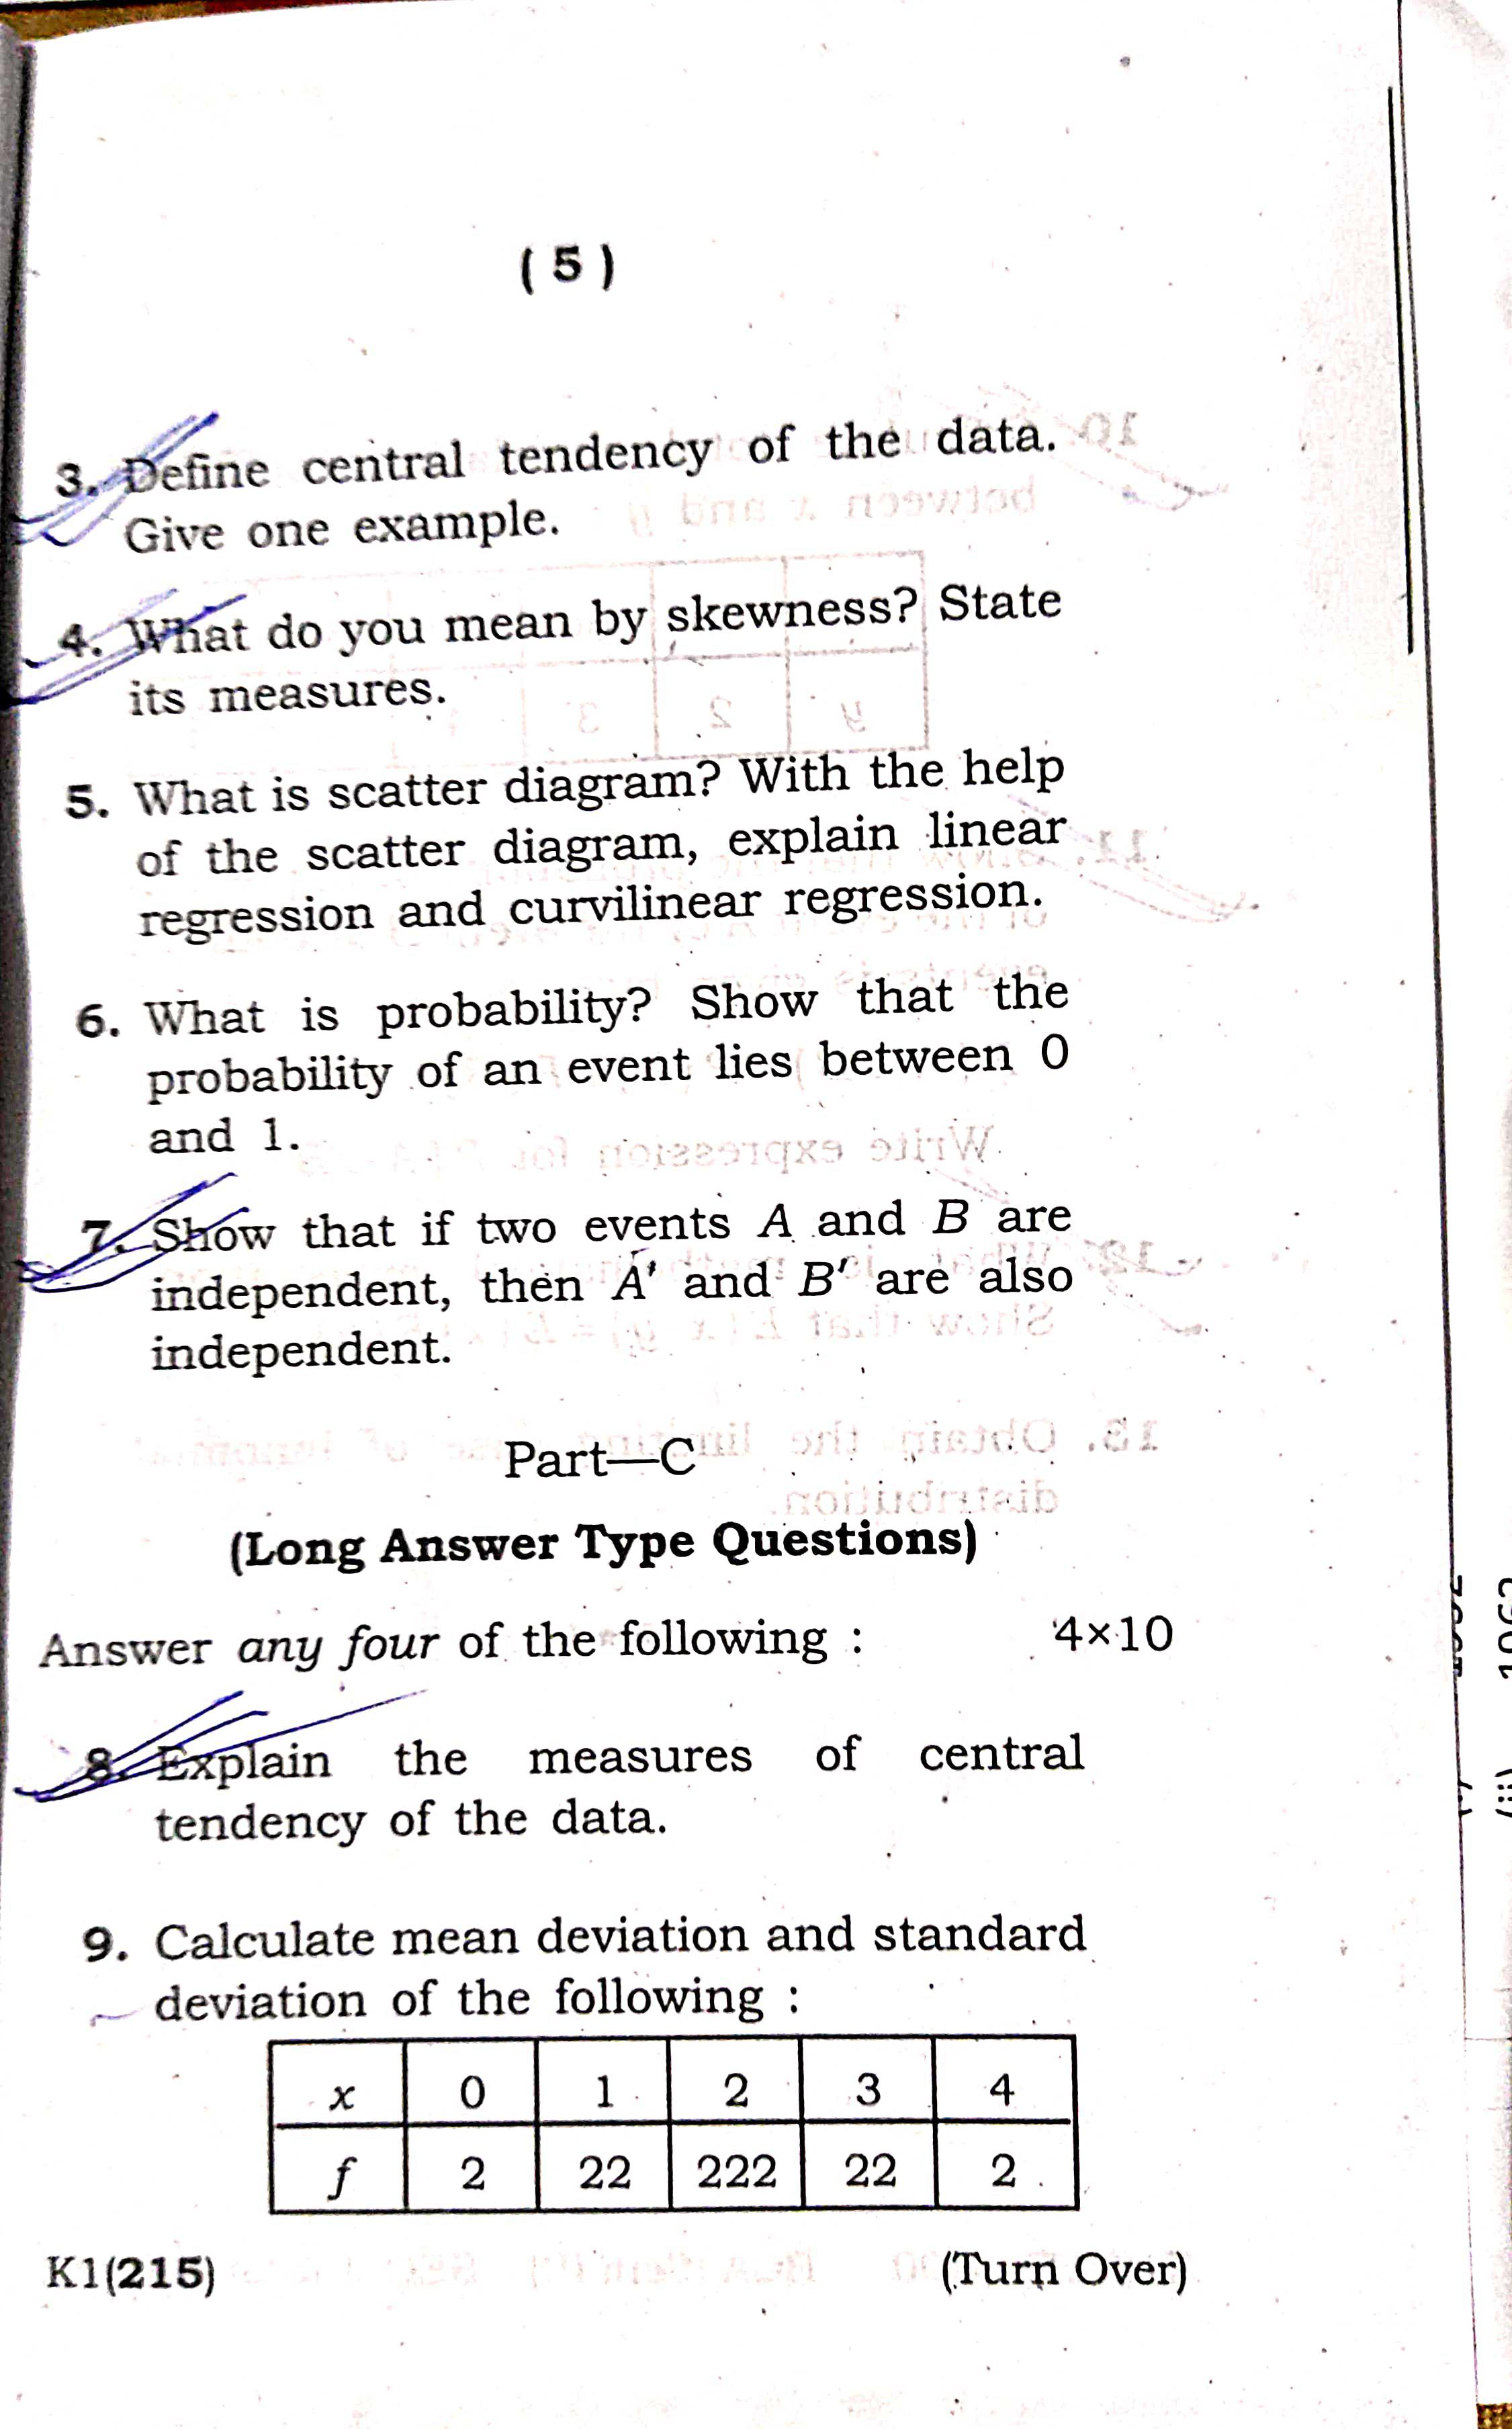 ( 5 )
3. Define central tendency of the data.
Give one example.
4. What do you mean by skewness? State
its measures.
5. What is scatter diagram? With the help
of the scatter diagram, explain linear
regression and curvilinear regression.
6. What is probability? Show that the
probability of an event lies between 0
and 1.
7. Show that if two events A and B are
independent, then A′ and B′ are also
independent.
Part—C
(Long Answer Type Questions)
Answer any four of the following : 4×10
8. Explain the measures of central
tendency of the data.
9. Calculate mean deviation and standard
deviation of the following :
x 0 1 2 3 4
f 2 22 222 22 2
K1(215) (Turn Over)